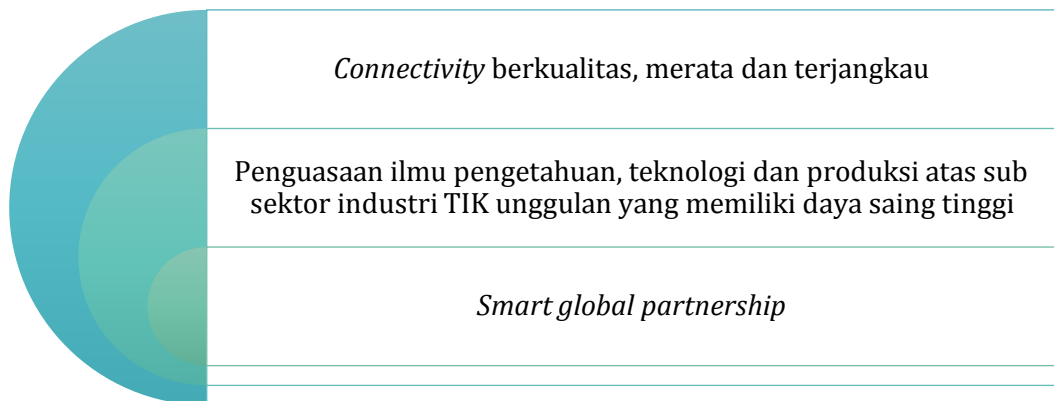 Connectivity berkualitas, merata dan terjangkau
Penguasaan ilmu pengetahuan, teknologi dan produksi atas sub
sektor industri TIK unggulan yang memiliki daya saing tinggi
Smart global partnership